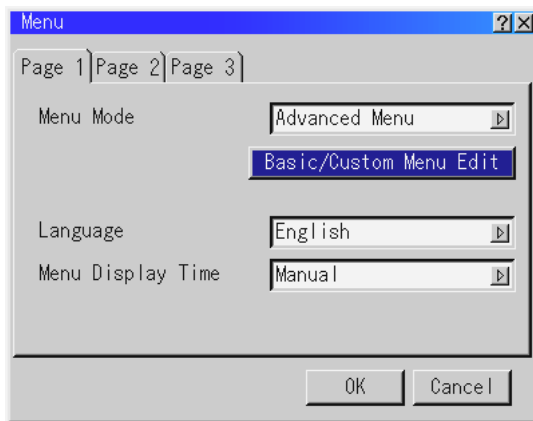 Menu ? X
Page 1 Page 2 Page 3
Menu Mode Advanced Menu
Basic/Custom Menu Edit
Language English
Menu Display Time Manual
OK Cancel